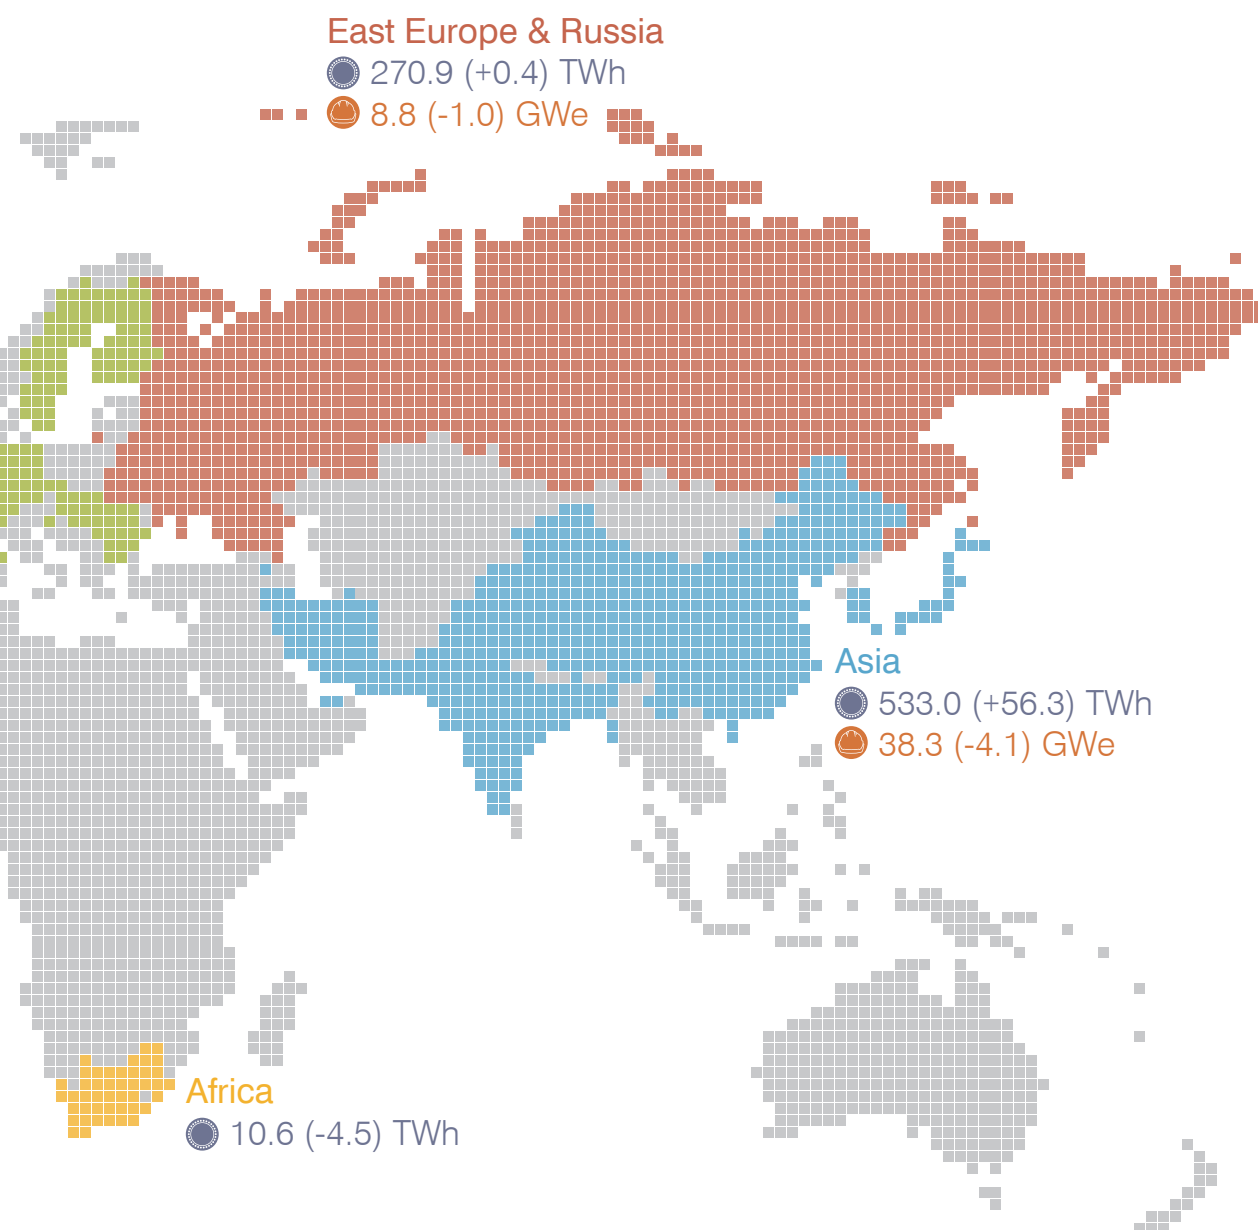 East Europe & Russia
270.9 (+0.4) TWh
8.8 (-1.0) GWe
Asia
533.0 (+56.3) TWh
38.3 (-4.1) GWe
Africa
10.6 (-4.5) TWh